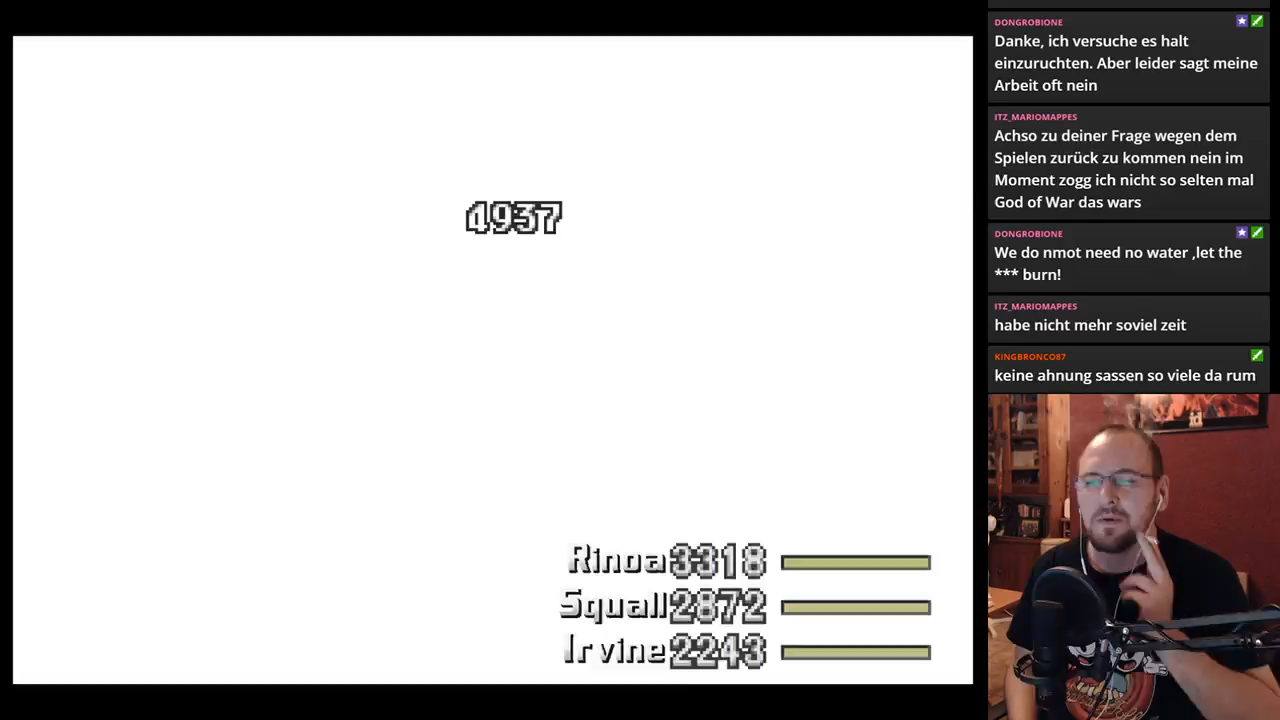 4937
Rinoa 3318
Squall 2872
Irvine 2243
DONGROBIONE
Danke, ich versuche es halt
einzuruchten. Aber leider sagt meine
Arbeit oft nein
ITZ_MARIOMAPPES
Achso zu deiner Frage wegen dem
Spielen zurück zu kommen nein im
Moment zogg ich nicht so selten mal
God of War das wars
DONGROBIONE
We do nmot need no water ,let the
*** burn!
ITZ_MARIOMAPPES
habe nicht mehr soviel zeit
KINGBRONCO87
keine ahnung sassen so viele da rum